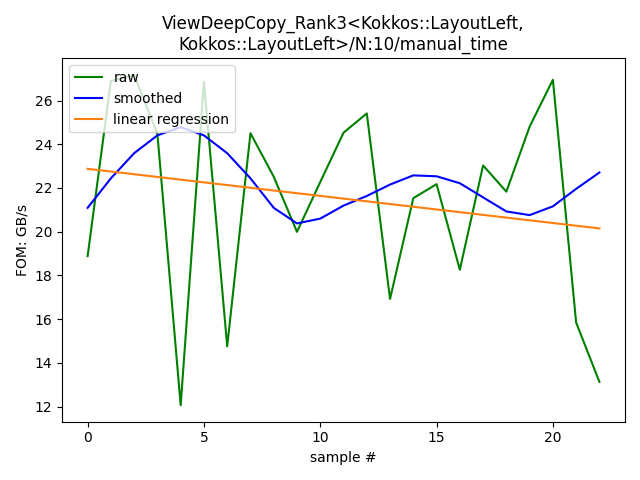 ViewDeepCopy_Rank3<Kokkos::LayoutLeft,
Kokkos::LayoutLeft>/N:10/manual_time
raw
smoothed
linear regression
FOM: GB/s
26
24
22
20
18
16
14
12
0
5
10
15
20
sample #